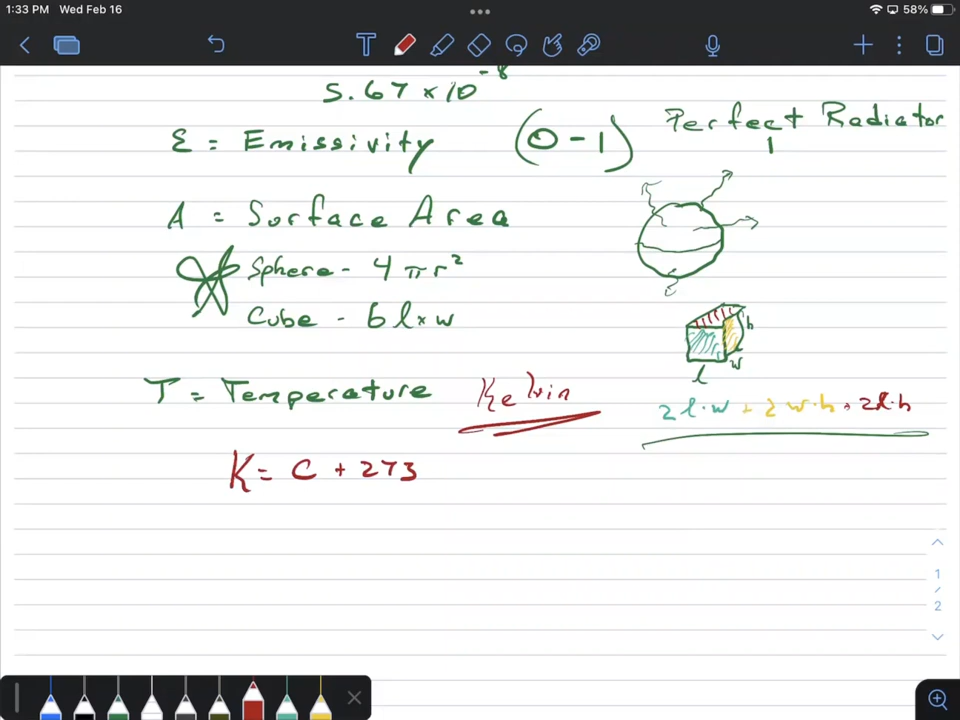 1:33 PM Wed Feb 16
58%
T
5.67 × 10⁻⁸
Perfect Radiator
1
ε = Emissivity (0 - 1)
A = Surface Area
Sphere - 4πr²
Cube - 6 l×w
h
w
l
T = Temperature Kelvin
2l·w + 2w·h + 2l·h
K = C + 273
1
/
2